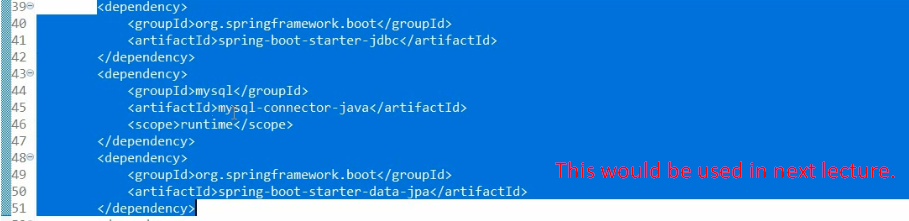 39 <dependency>
40 <groupId>org.springframework.boot</groupId>
41 <artifactId>spring-boot-starter-jdbc</artifactId>
42 </dependency>
43 <dependency>
44 <groupId>mysql</groupId>
45 <artifactId>mysql-connector-java</artifactId>
46 <scope>runtime</scope>
47 </dependency>
48 <dependency>
49 <groupId>org.springframework.boot</groupId>
This would be used in next lecture.
50 <artifactId>spring-boot-starter-data-jpa</artifactId>
51 </dependency>